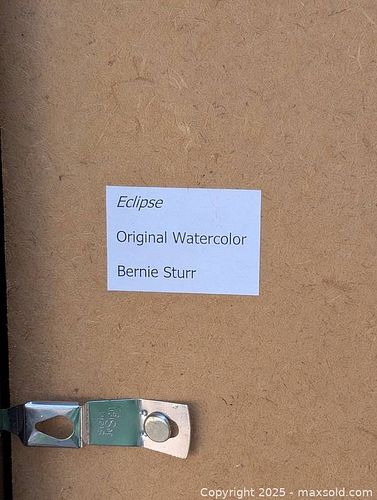 Eclipse
Original Watercolor
Bernie Sturr
Copyright 2025 - maxsold.com